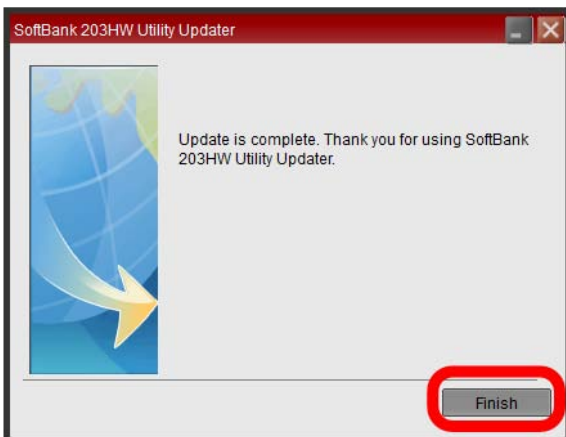 SoftBank 203HW Utility Updater
Update is complete. Thank you for using SoftBank
203HW Utility Updater.
Finish